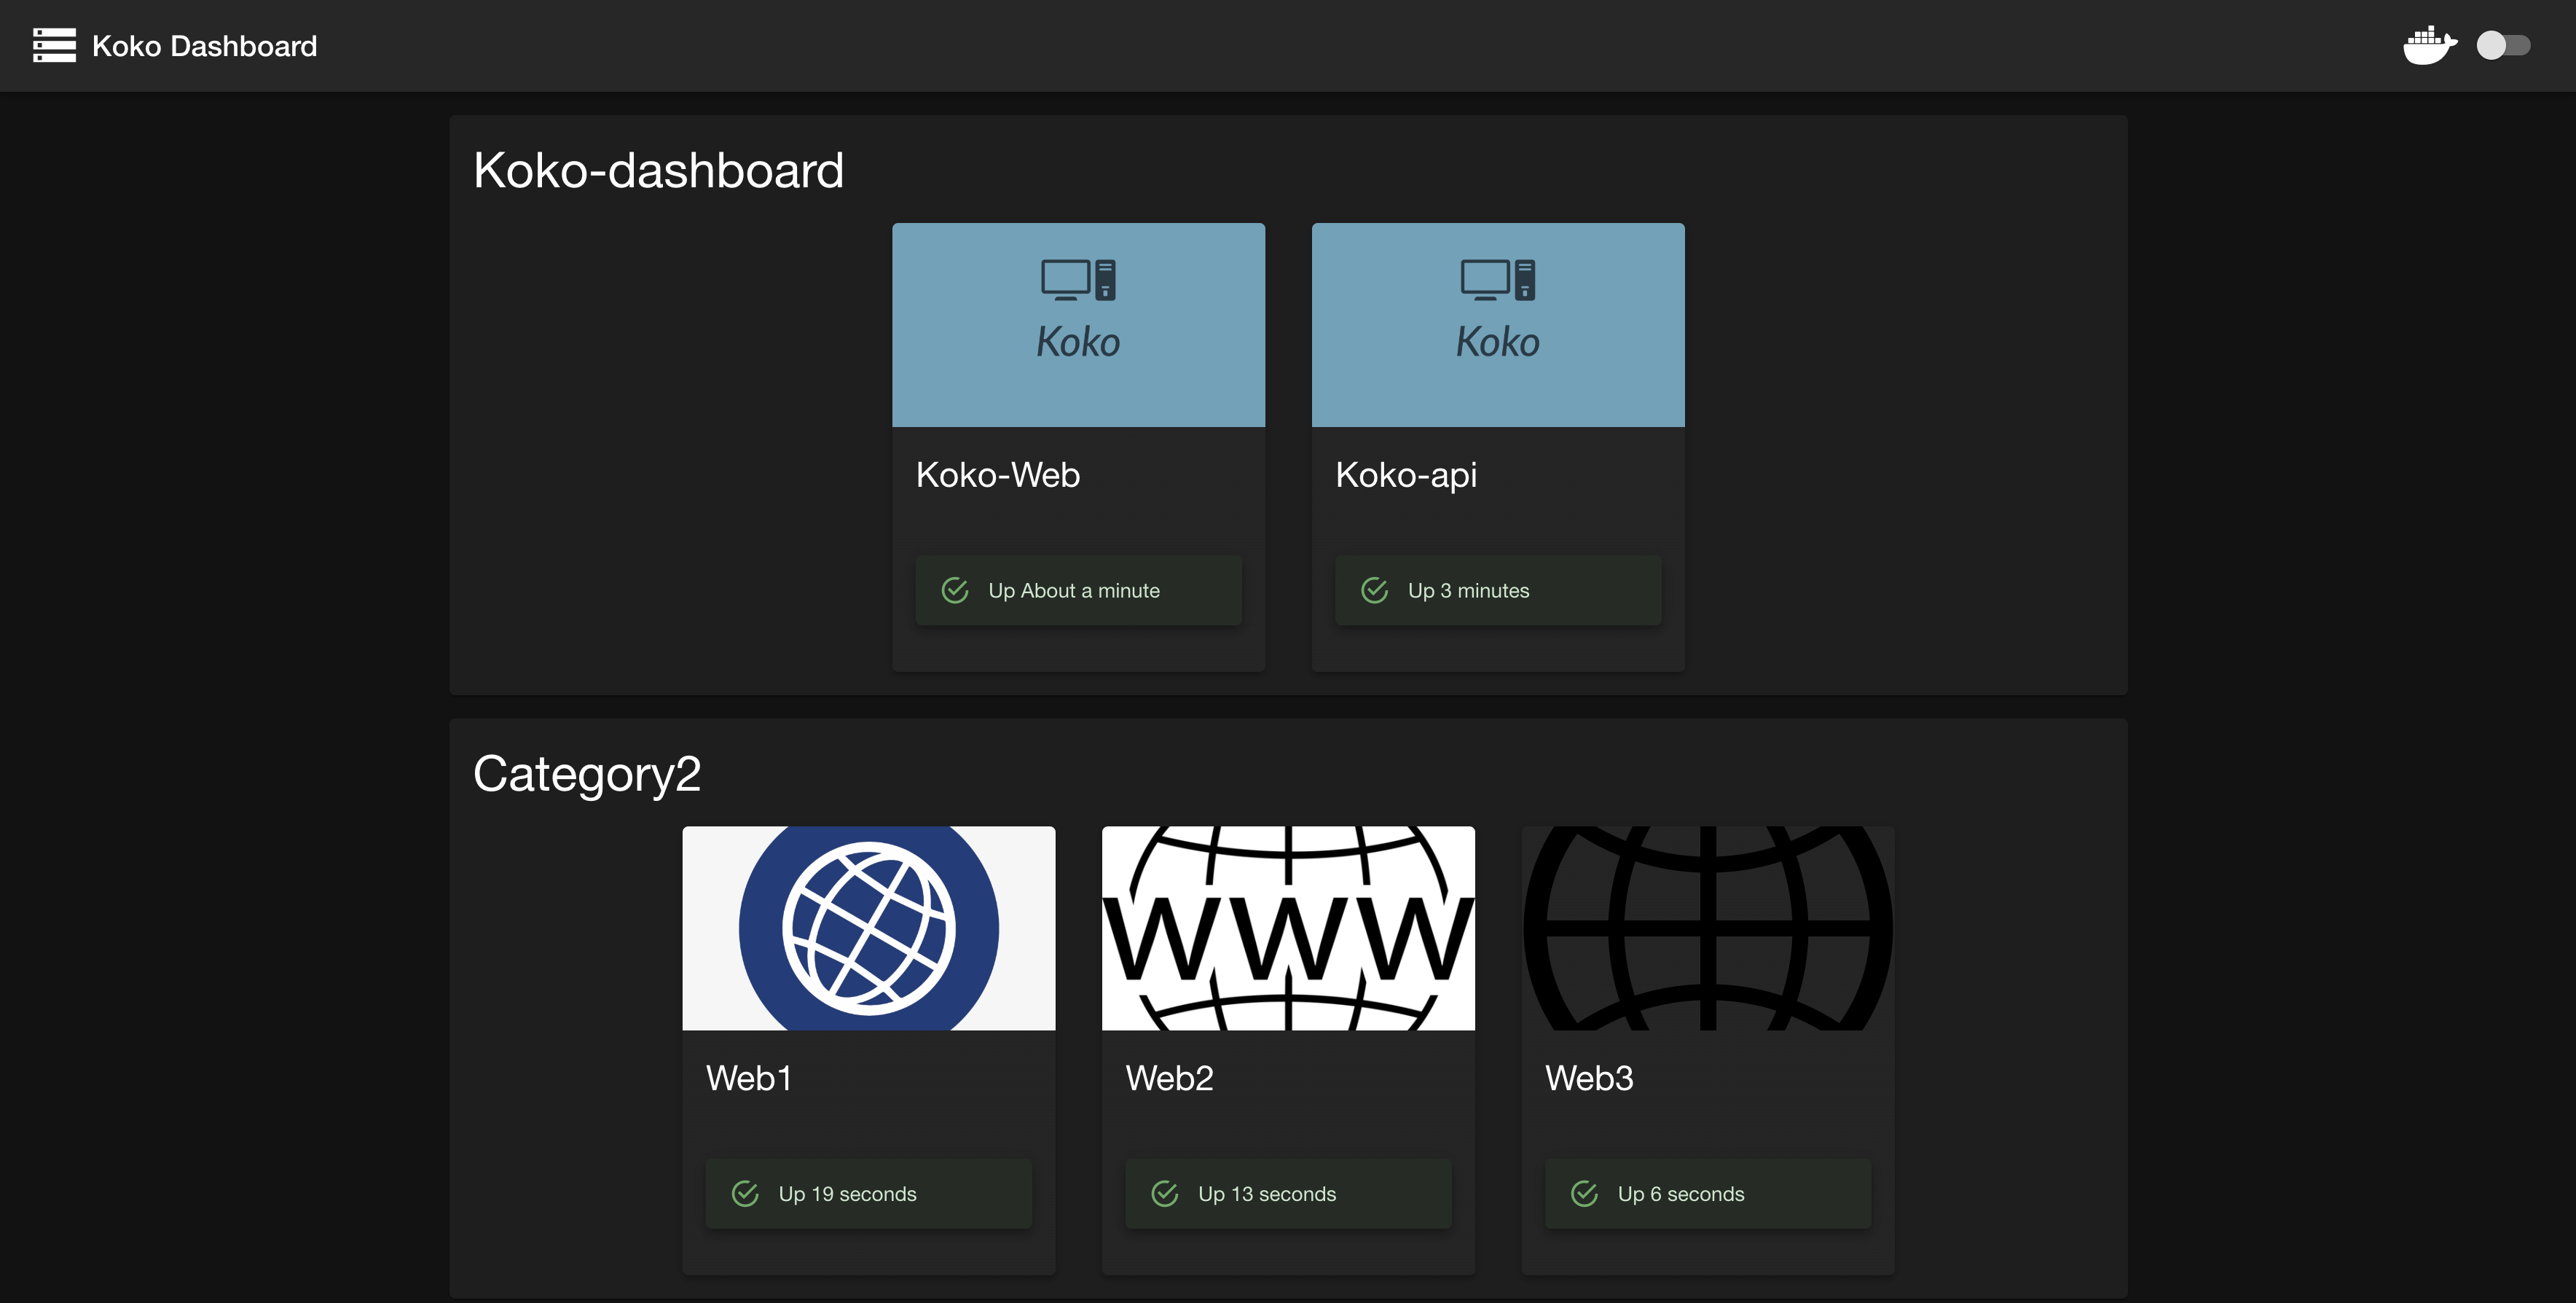 Koko Dashboard
Koko-dashboard
Koko
Koko
Koko-Web
Koko-api
Up About a minute
Up 3 minutes
Category2
WWW
Web1
Web2
Web3
Up 19 seconds
Up 13 seconds
Up 6 seconds